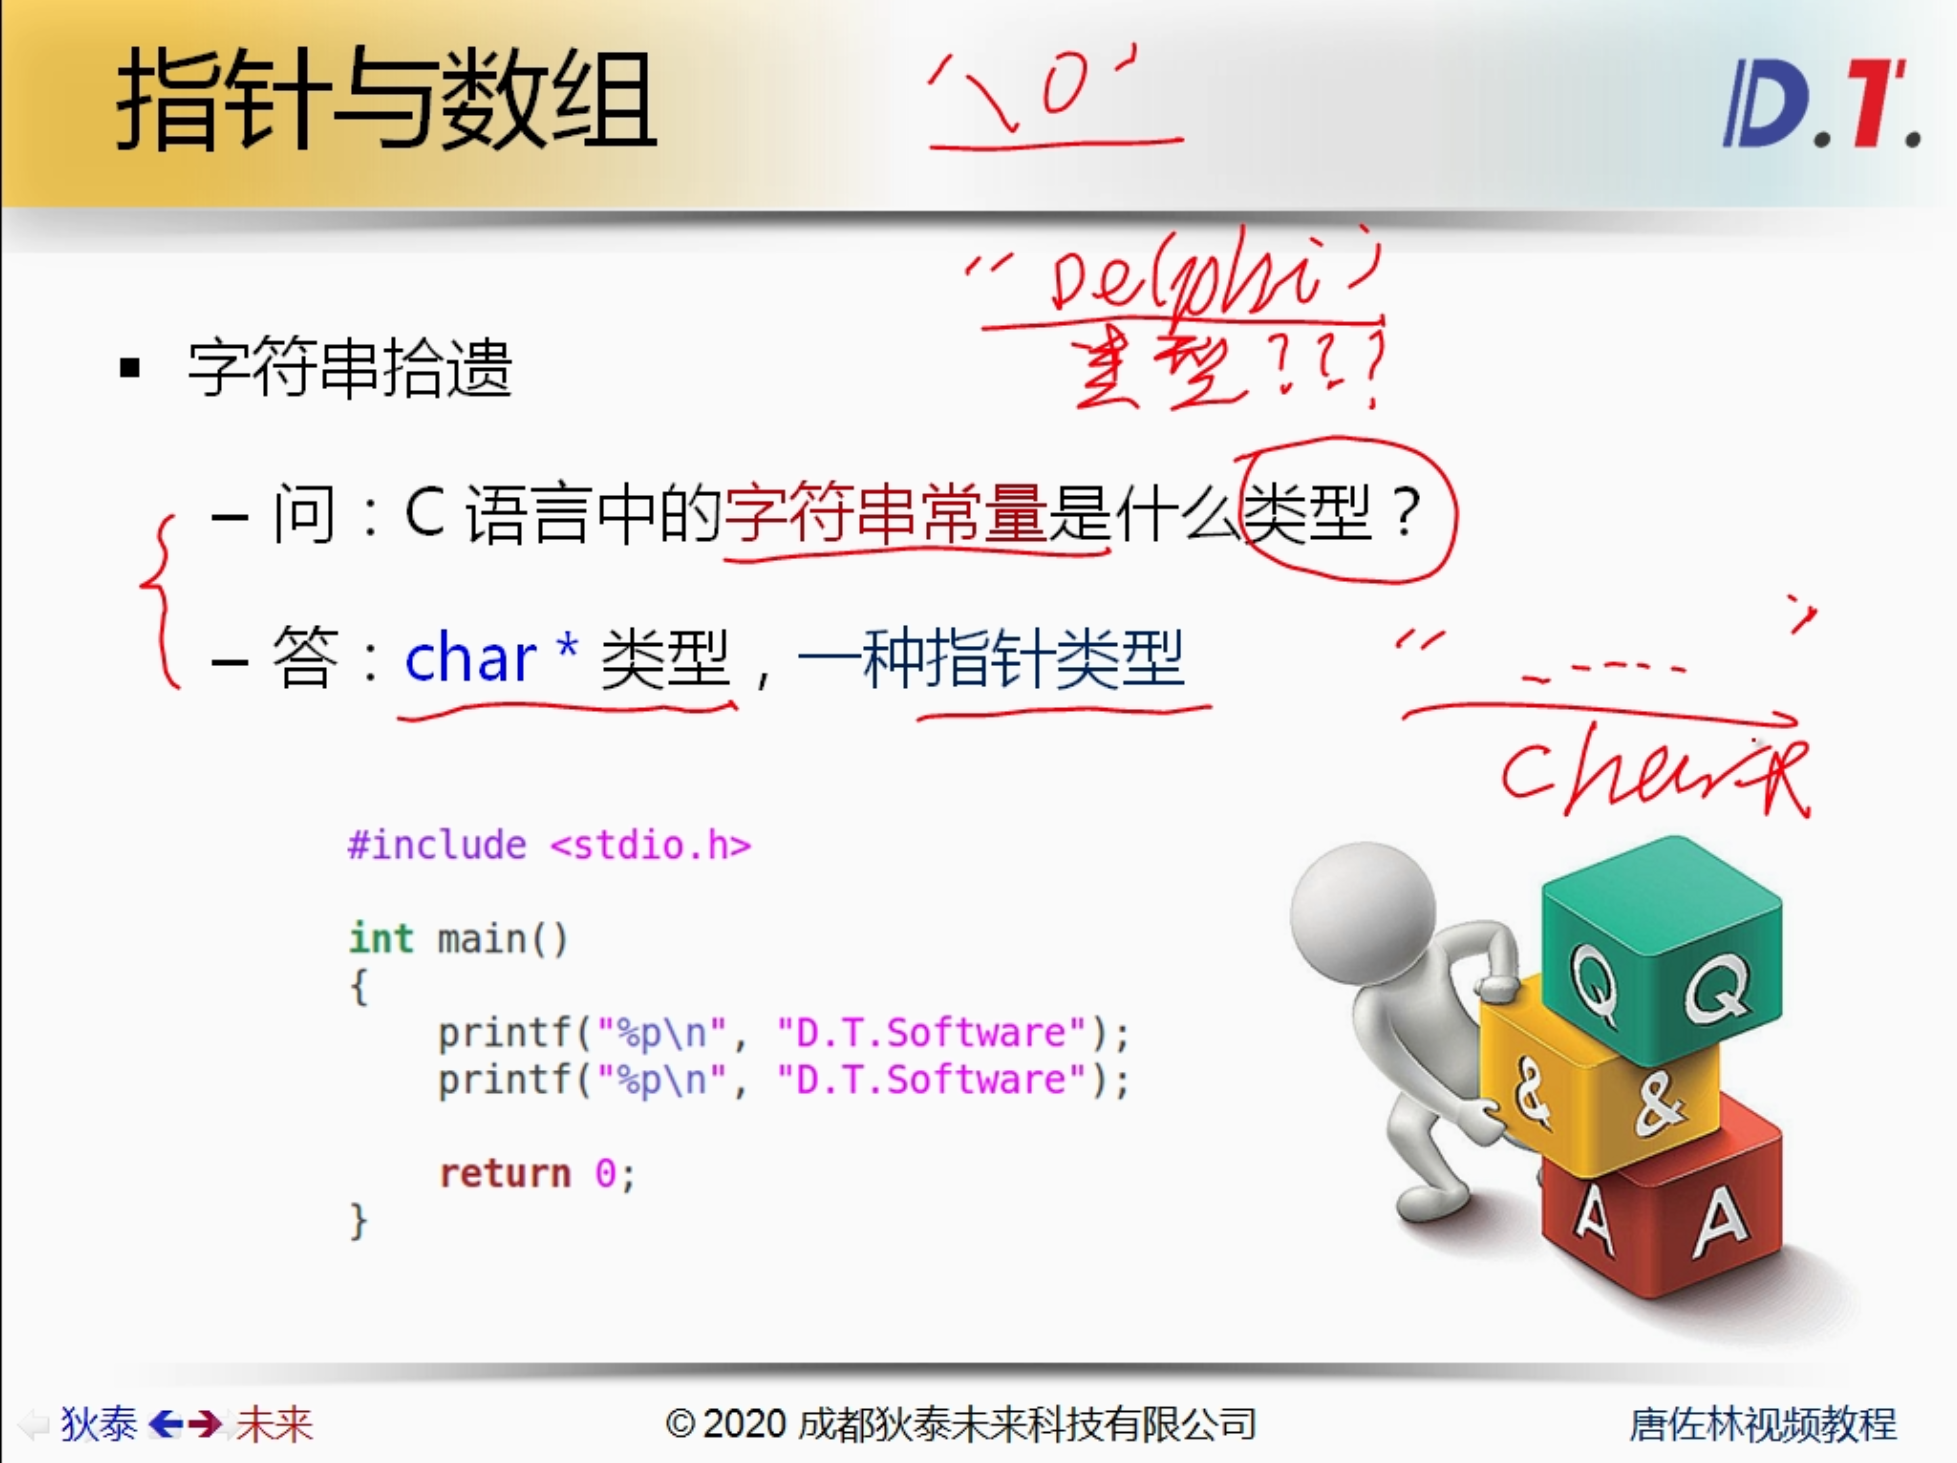 指针与数组
'\0'
D.T.
"Delphi"
类型???
▪ 字符串拾遗
– 问：C 语言中的字符串常量是什么类型？
– 答：char * 类型，一种指针类型
" - - - - - "
char*
#include <stdio.h>
int main()
{
printf("%p\n", "D.T.Software");
printf("%p\n", "D.T.Software");
return 0;
}
Q Q
& &
A A
狄泰 未来
© 2020 成都狄泰未来科技有限公司
唐佐林视频教程